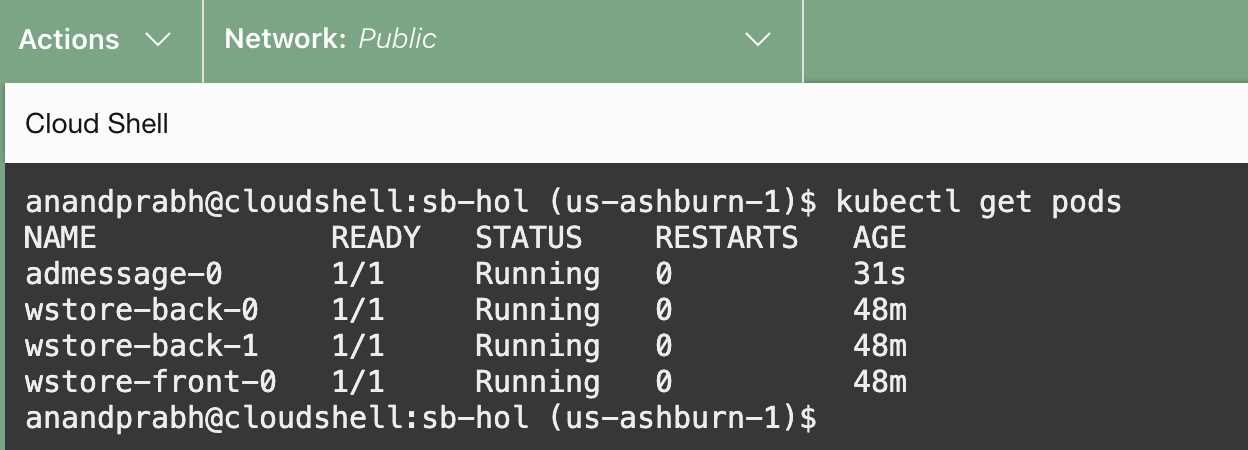 Actions Network: Public
Cloud Shell
anandprabh@cloudshell:sb-hol (us-ashburn-1)$ kubectl get pods
NAME READY STATUS RESTARTS AGE
admessage-0 1/1 Running 0 31s
wstore-back-0 1/1 Running 0 48m
wstore-back-1 1/1 Running 0 48m
wstore-front-0 1/1 Running 0 48m
anandprabh@cloudshell:sb-hol (us-ashburn-1)$